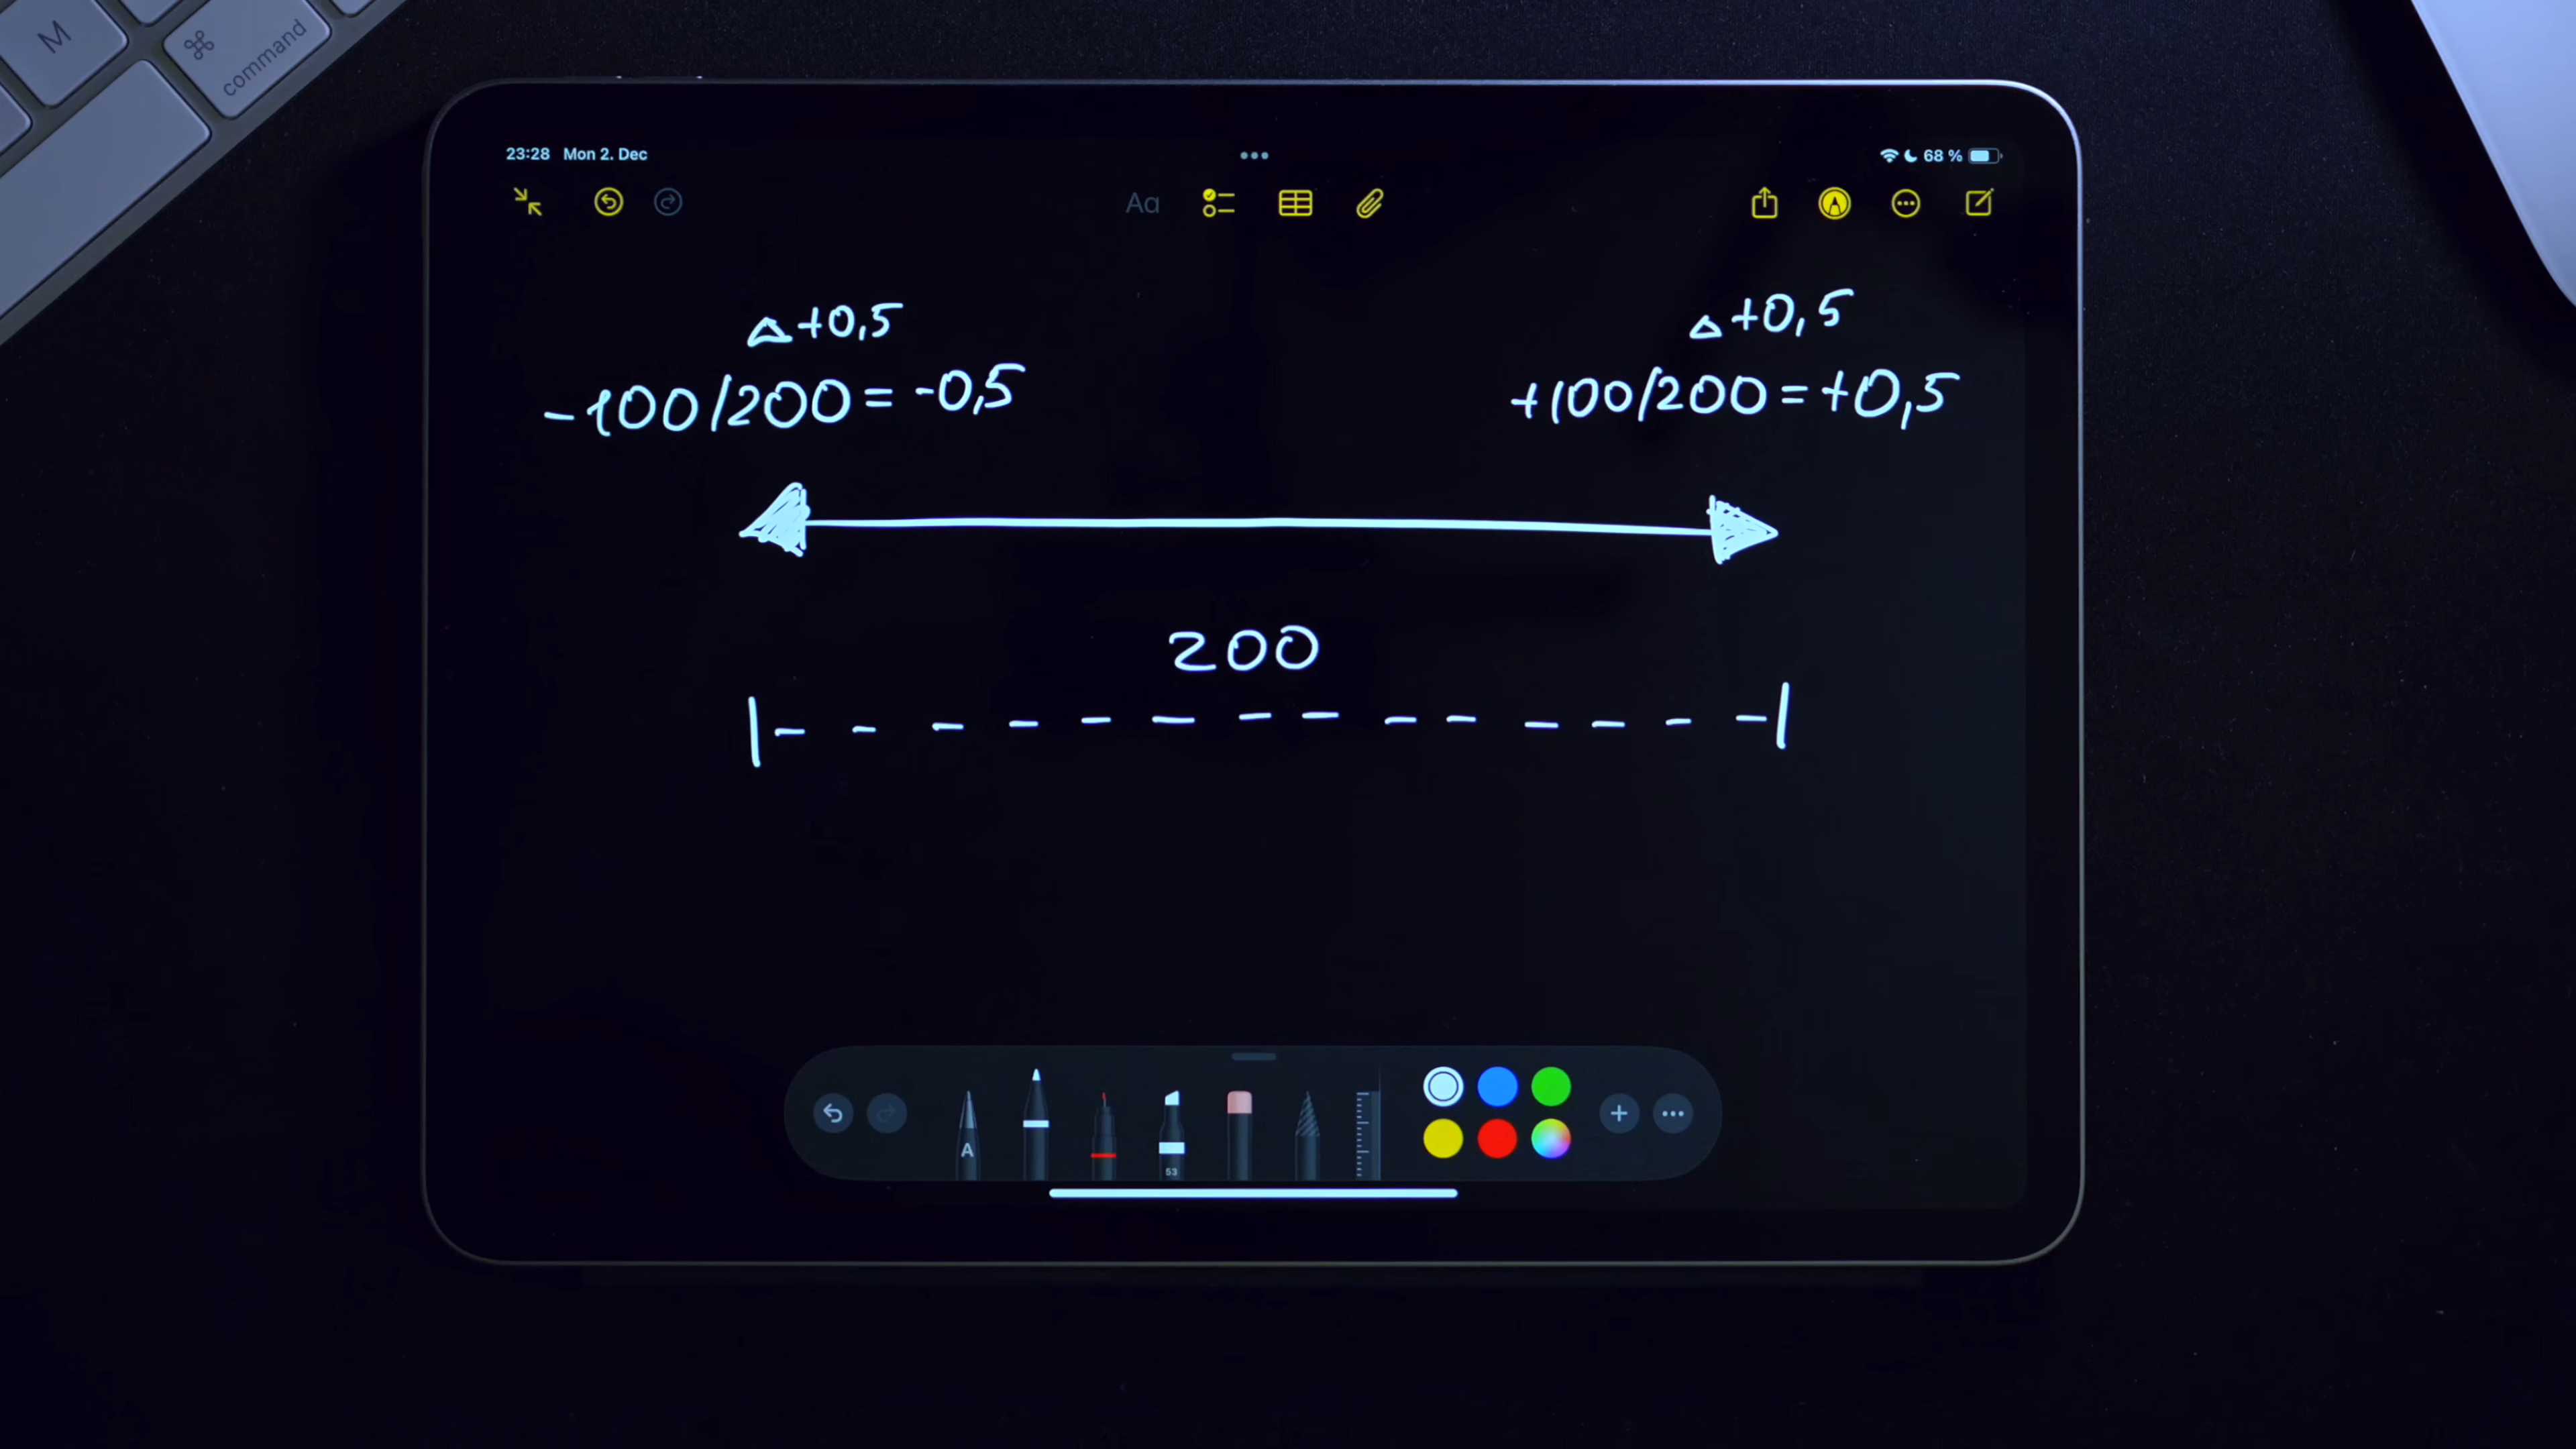 M
⌘
command
23:28 Mon 2. Dec
68 %
Aa
△+0,5
△+0,5
-100/200=-0,5
+100/200=+0,5
200
A
53